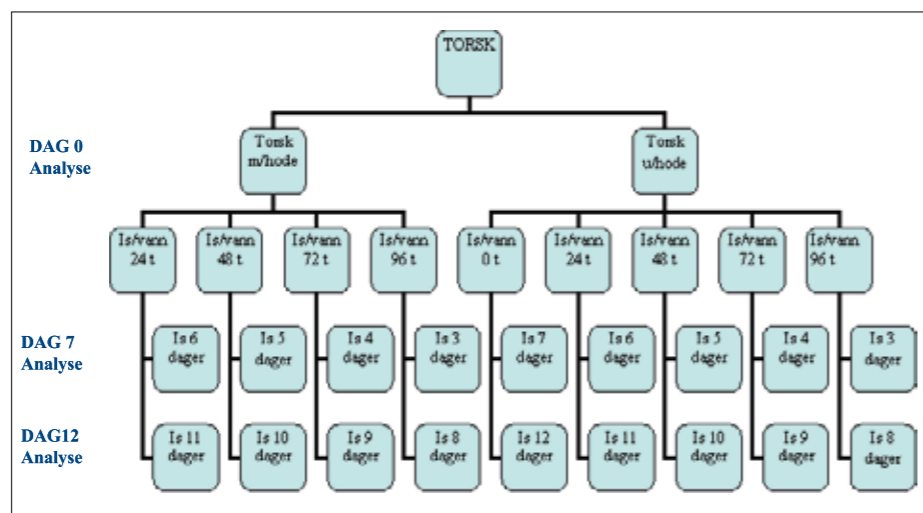 TORSK
DAG 0
Analyse
Torsk
m/hode
Torsk
u/hode
Is/vann
24 t
Is/vann
48 t
Is/vann
72 t
Is/vann
96 t
Is/vann
0 t
Is/vann
24 t
Is/vann
48 t
Is/vann
72 t
Is/vann
96 t
DAG 7
Analyse
Is 6
dager
Is 5
dager
Is 4
dager
Is 3
dager
Is 7
dager
Is 6
dager
Is 5
dager
Is 4
dager
Is 3
dager
DAG12
Analyse
Is 11
dager
Is 10
dager
Is 9
dager
Is 8
dager
Is 12
dager
Is 11
dager
Is 10
dager
Is 9
dager
Is 8
dager